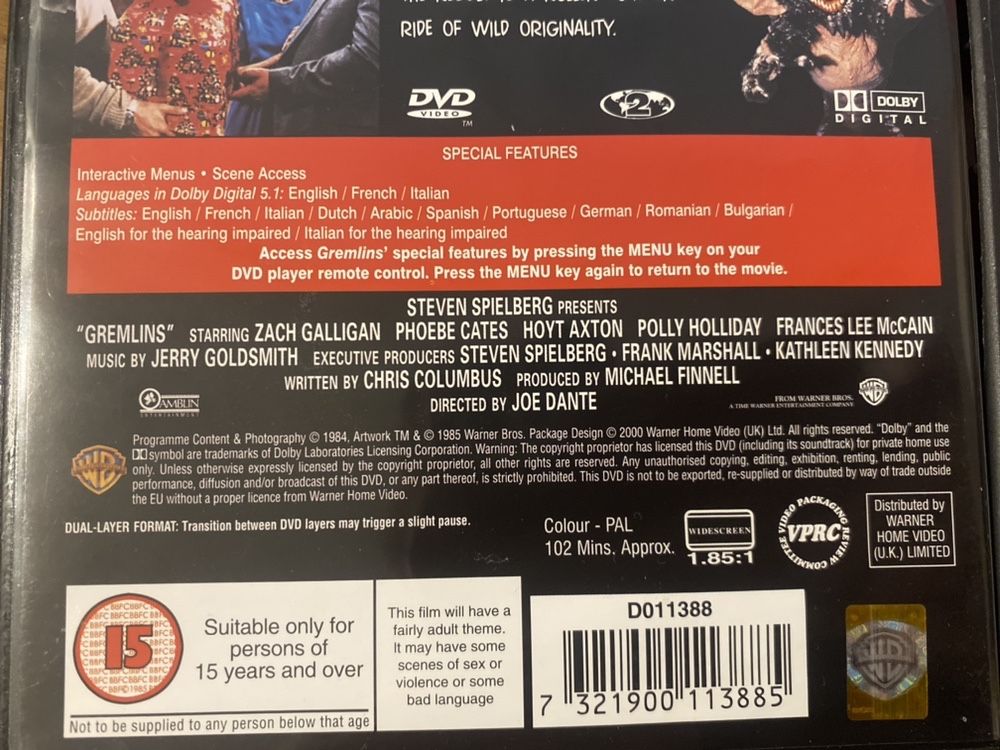 RIDE OF WILD ORIGINALITY.
DVD
VIDEO
TM
2
DOLBY
DIGITAL
SPECIAL FEATURES
Interactive Menus • Scene Access
Languages in Dolby Digital 5.1: English / French / Italian
Subtitles: English / French / Italian / Dutch / Arabic / Spanish / Portuguese / German / Romanian / Bulgarian /
English for the hearing impaired / Italian for the hearing impaired
Access Gremlins' special features by pressing the MENU key on your
DVD player remote control. Press the MENU key again to return to the movie.
STEVEN SPIELBERG PRESENTS
"GREMLINS" STARRING ZACH GALLIGAN PHOEBE CATES HOYT AXTON POLLY HOLLIDAY FRANCES LEE McCAIN
MUSIC BY JERRY GOLDSMITH EXECUTIVE PRODUCERS STEVEN SPIELBERG • FRANK MARSHALL • KATHLEEN KENNEDY
WRITTEN BY CHRIS COLUMBUS PRODUCED BY MICHAEL FINNELL
DIRECTED BY JOE DANTE
AMBLIN
ENTERTAINMENT
FROM WARNER BROS.
A TIME WARNER ENTERTAINMENT COMPANY
Programme Content & Photography © 1984, Artwork TM & © 1985 Warner Bros. Package Design © 2000 Warner Home Video (UK) Ltd. All rights reserved. "Dolby" and the
symbol are trademarks of Dolby Laboratories Licensing Corporation. Warning: The copyright proprietor has licensed this DVD (including its soundtrack) for private home use
only. Unless otherwise expressly licensed by the copyright proprietor, all other rights are reserved. Any unauthorised copying, editing, exhibition, renting, lending, public
performance, diffusion and/or broadcast of this DVD, or any part thereof, is strictly prohibited. This DVD is not to be exported, re-supplied or distributed by way of trade outside
the EU without a proper licence from Warner Home Video.
DUAL-LAYER FORMAT: Transition between DVD layers may trigger a slight pause.
Colour - PAL
102 Mins. Approx.
WIDESCREEN
1.85:1
VIDEO PACKAGING REVIEW COMMITTEE
VPRC
Distributed by
WARNER
HOME VIDEO
(U.K.) LIMITED
15
Suitable only for
persons of
15 years and over
Not to be supplied to any person below that age
This film will have a
fairly adult theme.
It may have some
scenes of sex or
violence or some
bad language
D011388
7 321900 113885